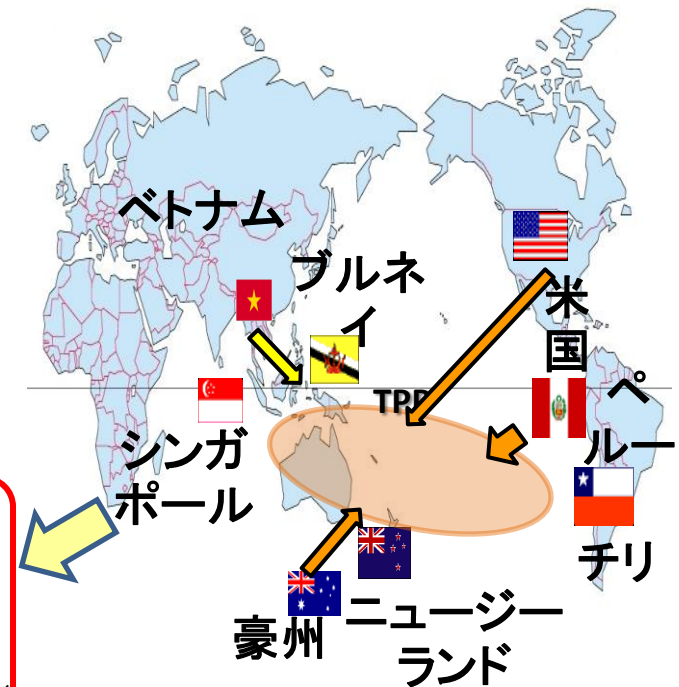 ベトナム
ブルネ
イ
米
国
TPP
ペ
ルー
シンガ
ポール
チリ
豪州
ニュージー
ランド